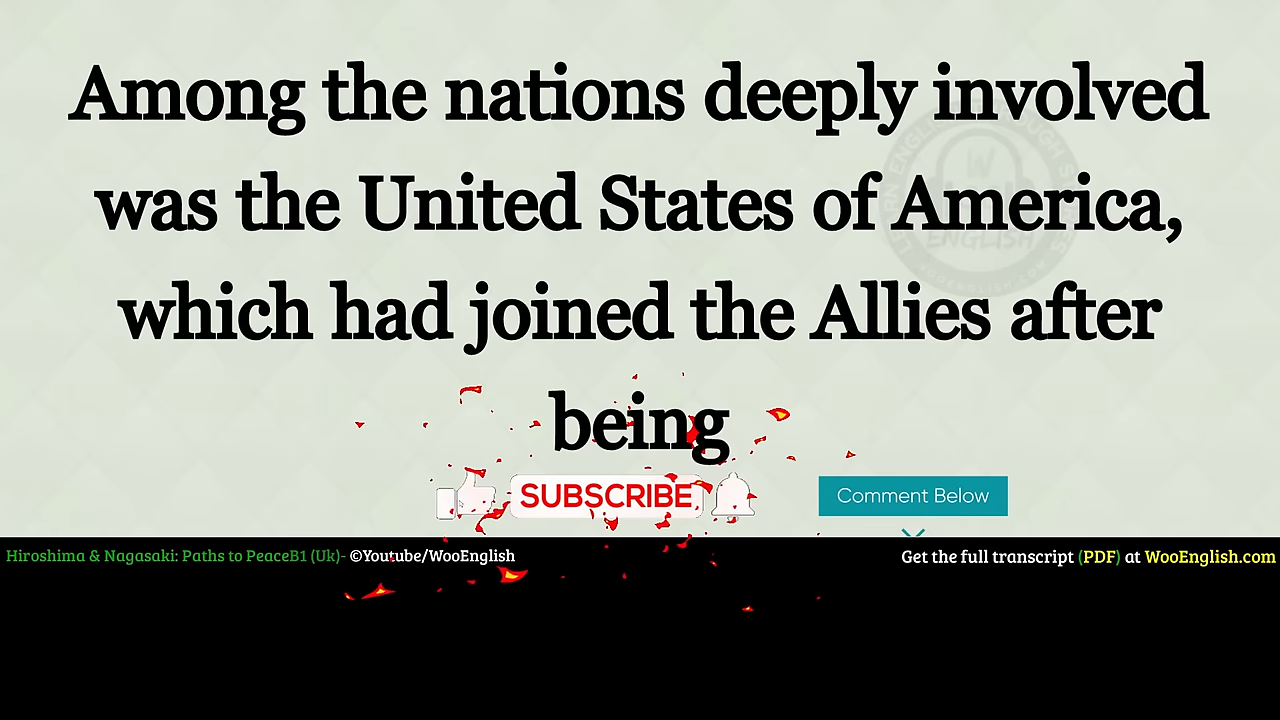 Among the nations deeply involved
was the United States of America,
which had joined the Allies after
being
SUBSCRIBE
Comment Below
Hiroshima & Nagasaki: Paths to PeaceB1 (Uk)- ©Youtube/WooEnglish
Get the full transcript (PDF) at WooEnglish.com